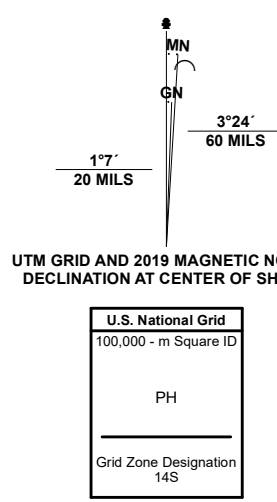 MN
GN
3°24´
60 MILS
1°7´
20 MILS
UTM GRID AND 2019 MAGNETIC N
DECLINATION AT CENTER OF SH
U.S. National Grid
100,000 - m Square ID
PH
Grid Zone Designation
14S